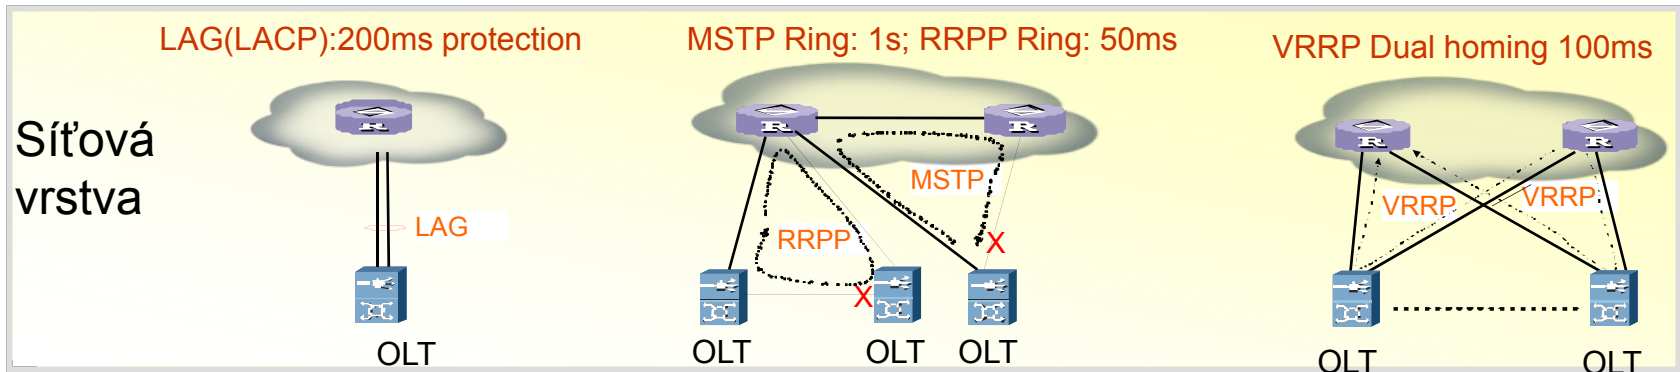 LAG(LACP):200ms protection
MSTP Ring: 1s; RRPP Ring: 50ms
VRRP Dual homing 100ms
Síťová
vrstva
R
R
R
R
R
LAG
RRPP
MSTP
X
X
VRRP
VRRP
OLT
OLT
OLT
OLT
OLT
OLT